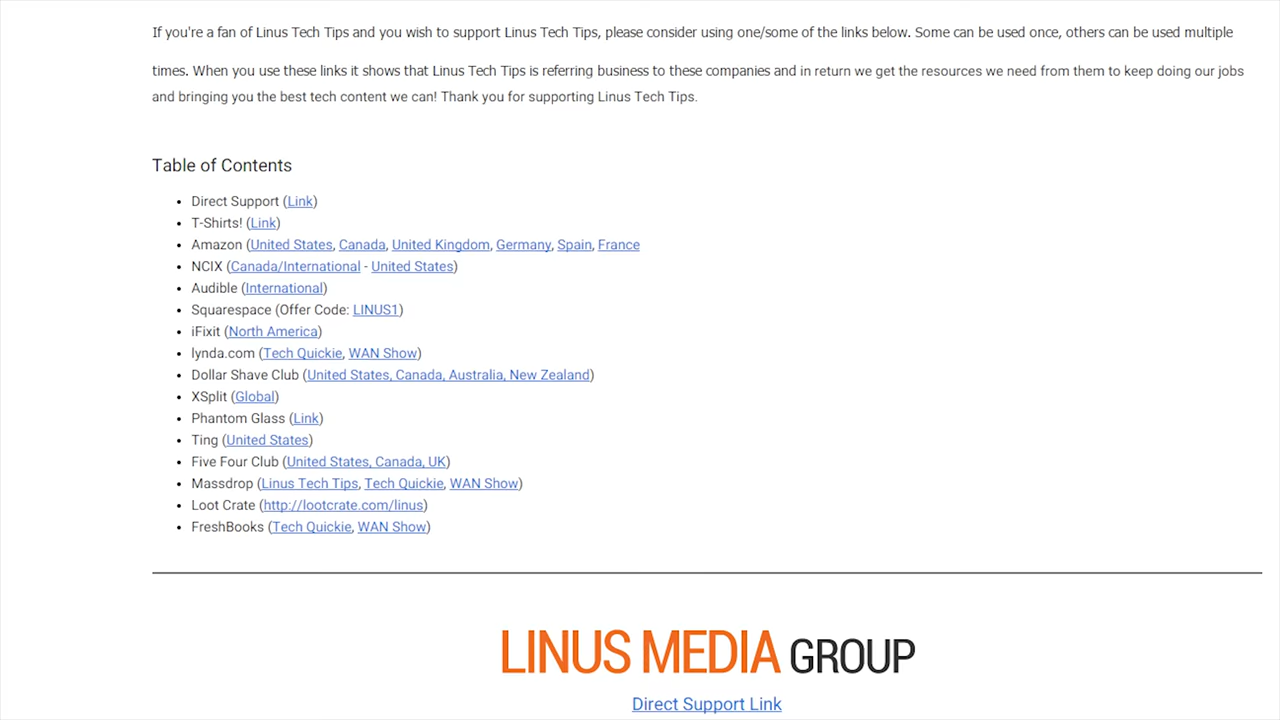 If you're a fan of Linus Tech Tips and you wish to support Linus Tech Tips, please consider using one/some of the links below. Some can be used once, others can be used multiple
times. When you use these links it shows that Linus Tech Tips is referring business to these companies and in return we get the resources we need from them to keep doing our jobs
and bringing you the best tech content we can! Thank you for supporting Linus Tech Tips.
Table of Contents
• Direct Support (Link)
• T-Shirts! (Link)
• Amazon (United States, Canada, United Kingdom, Germany, Spain, France
• NCIX (Canada/International - United States)
• Audible (International)
• Squarespace (Offer Code: LINUS1)
• iFixit (North America)
• lynda.com (Tech Quickie, WAN Show)
• Dollar Shave Club (United States, Canada, Australia, New Zealand)
• XSplit (Global)
• Phantom Glass (Link)
• Ting (United States)
• Five Four Club (United States, Canada, UK)
• Massdrop (Linus Tech Tips, Tech Quickie, WAN Show)
• Loot Crate (http://lootcrate.com/linus)
• FreshBooks (Tech Quickie, WAN Show)
LINUS MEDIA GROUP
Direct Support Link